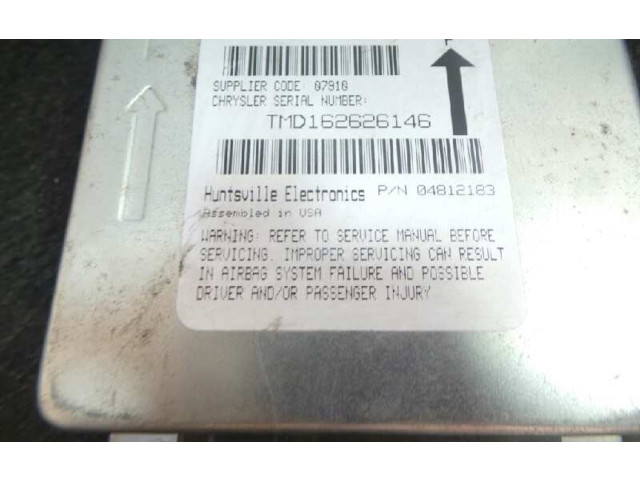 F
SUPPLIER CODE: 07910
CHRYSLER SERIAL NUMBER:
TMD162626146
Huntsville Electronics P/N 04812183
Assembled in USA
WARNING: REFER TO SERVICE MANUAL BEFORE
SERVICING. IMPROPER SERVICING CAN RESULT
IN AIRBAG SYSTEM FAILURE AND POSSIBLE
DRIVER AND/OR PASSENGER INJURY